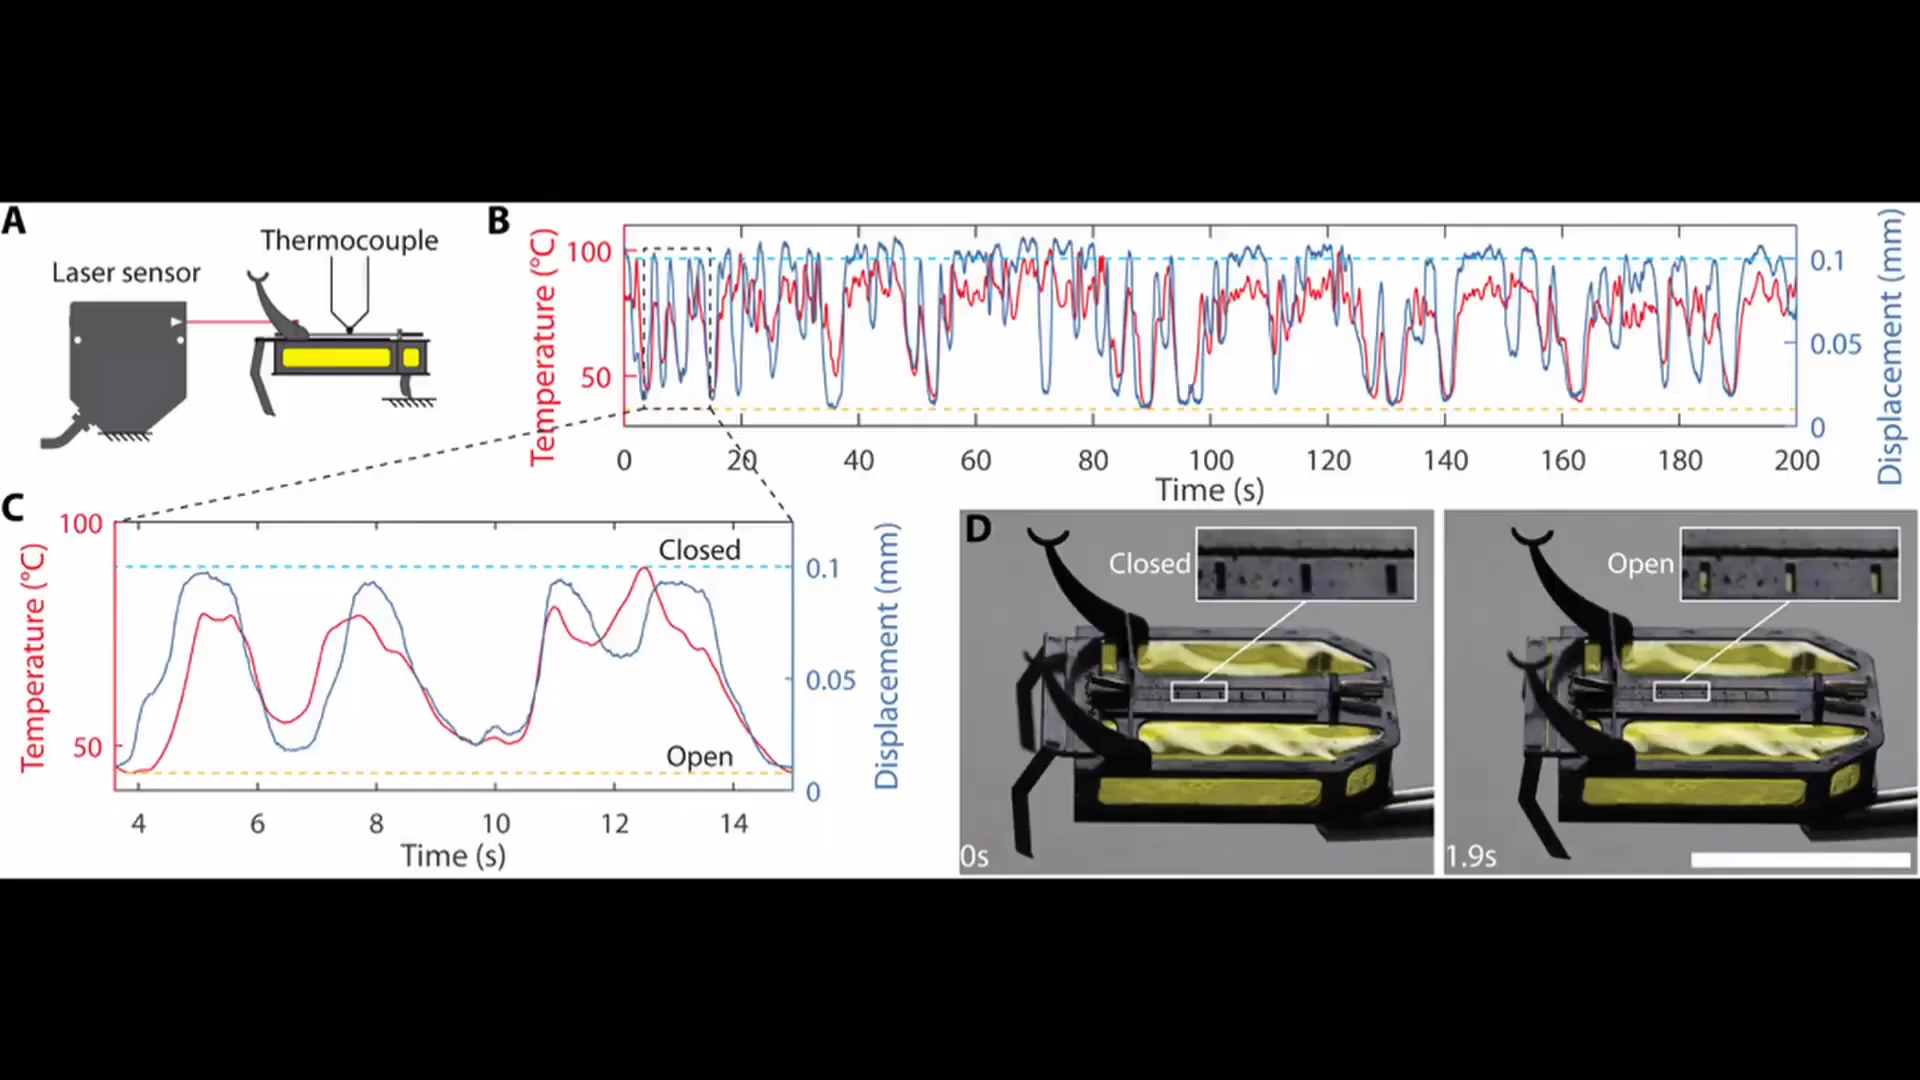 A
Laser sensor
Thermocouple
B
Temperature (°C)
100
50
0.1
0.05
0
Displacement (mm)
0 20 40 60 80 100 120 140 160 180 200
Time (s)
C
Temperature (°C)
100
50
Closed
Open
0.1
0.05
0
Displacement (mm)
4 6 8 10 12 14
Time (s)
D
Closed
0s
Open
1.9s